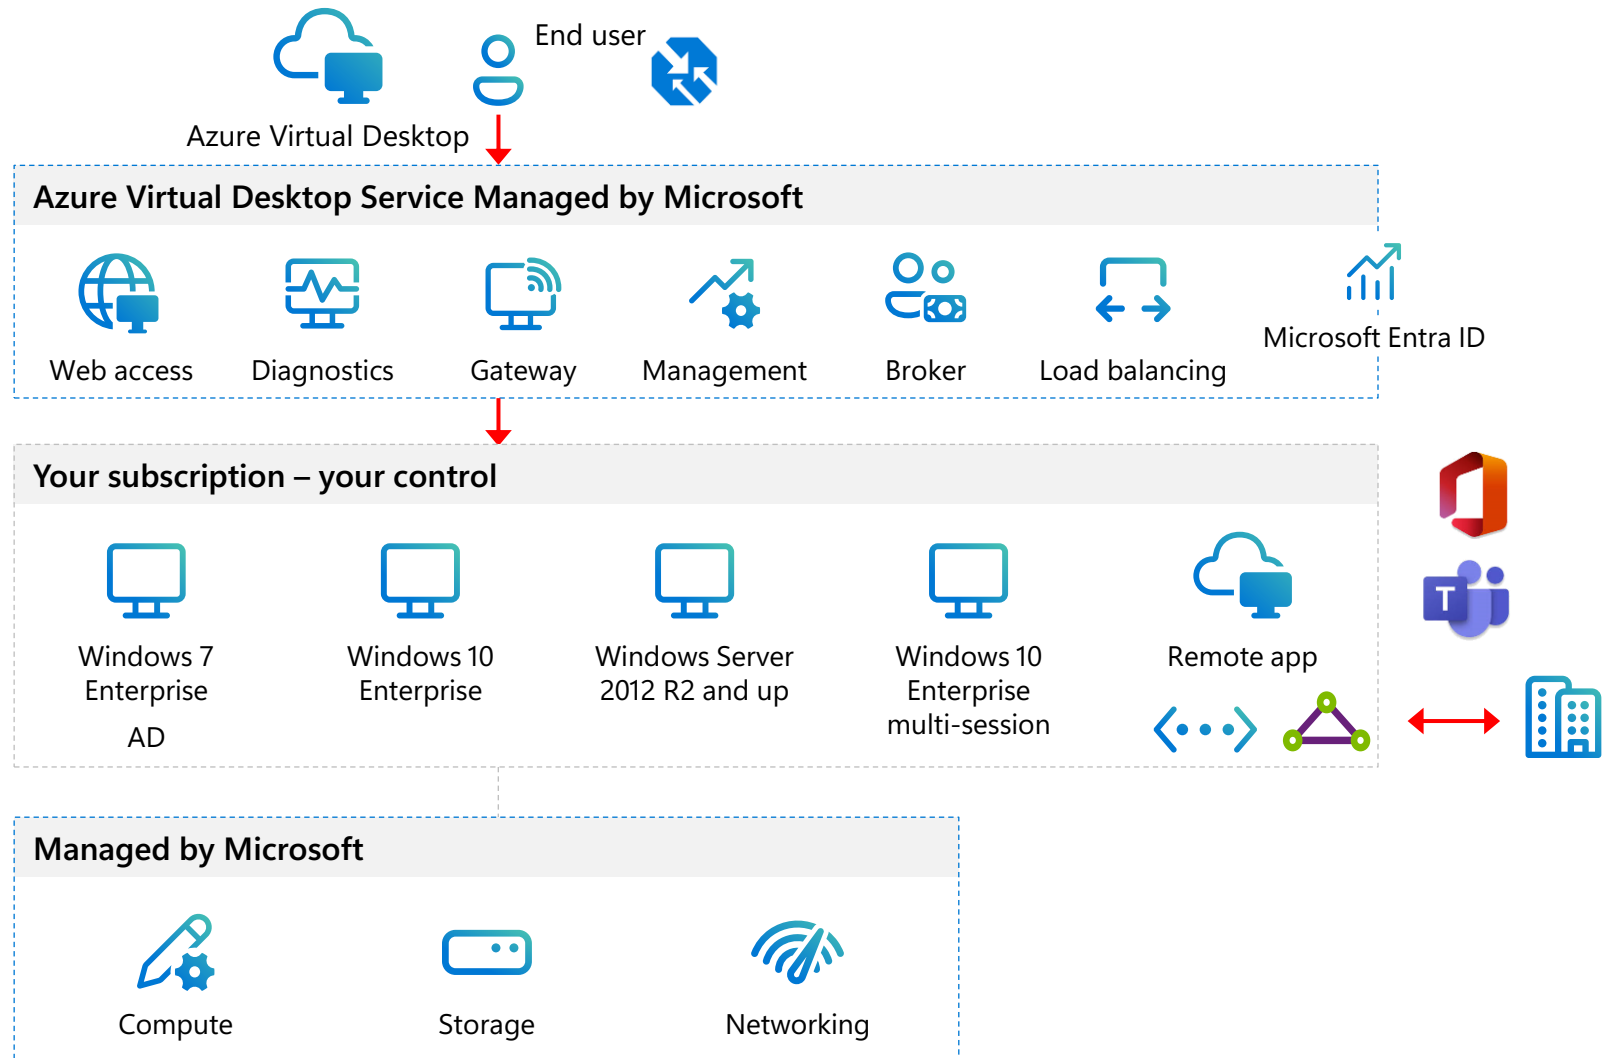 End user
Azure Virtual Desktop
Azure Virtual Desktop Service Managed by Microsoft
Web access
Diagnostics
Gateway
Management
Broker
Load balancing
Microsoft Entra ID
Your subscription – your control
Windows 7
Enterprise
AD
Windows 10
Enterprise
Windows Server
2012 R2 and up
Windows 10
Enterprise
multi-session
Remote app
T
Managed by Microsoft
Compute
Storage
Networking